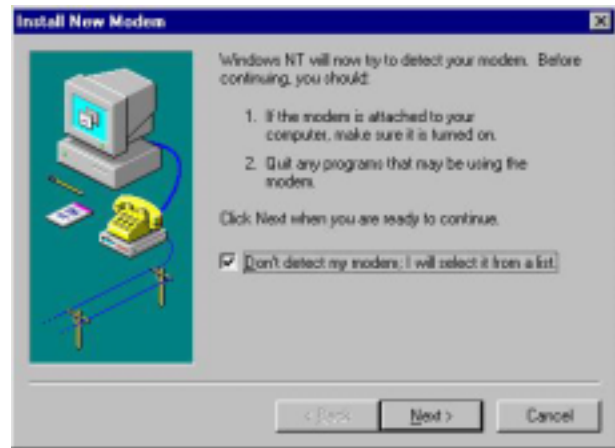 Install New Modem
Windows NT will now try to detect your modem. Before
continuing, you should:
1. If the modem is attached to your
computer, make sure it is turned on.
2. Quit any programs that may be using the
modem.
Click Next when you are ready to continue.
Don't detect my modem; I will select it from a list.
< Back
Next >
Cancel